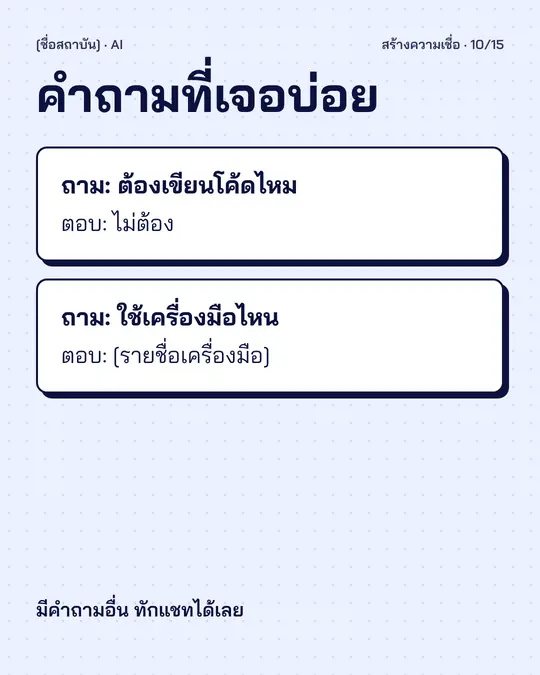 [ชื่อสถาบัน] · AI
สร้างความเชื่อ · 10/15
คำถามที่เจอบ่อย
ถาม: ต้องเขียนโค้ดไหม
ตอบ: ไม่ต้อง
ถาม: ใช้เครื่องมือไหน
ตอบ: [รายชื่อเครื่องมือ]
มีคำถามอื่น ทักแชทได้เลย